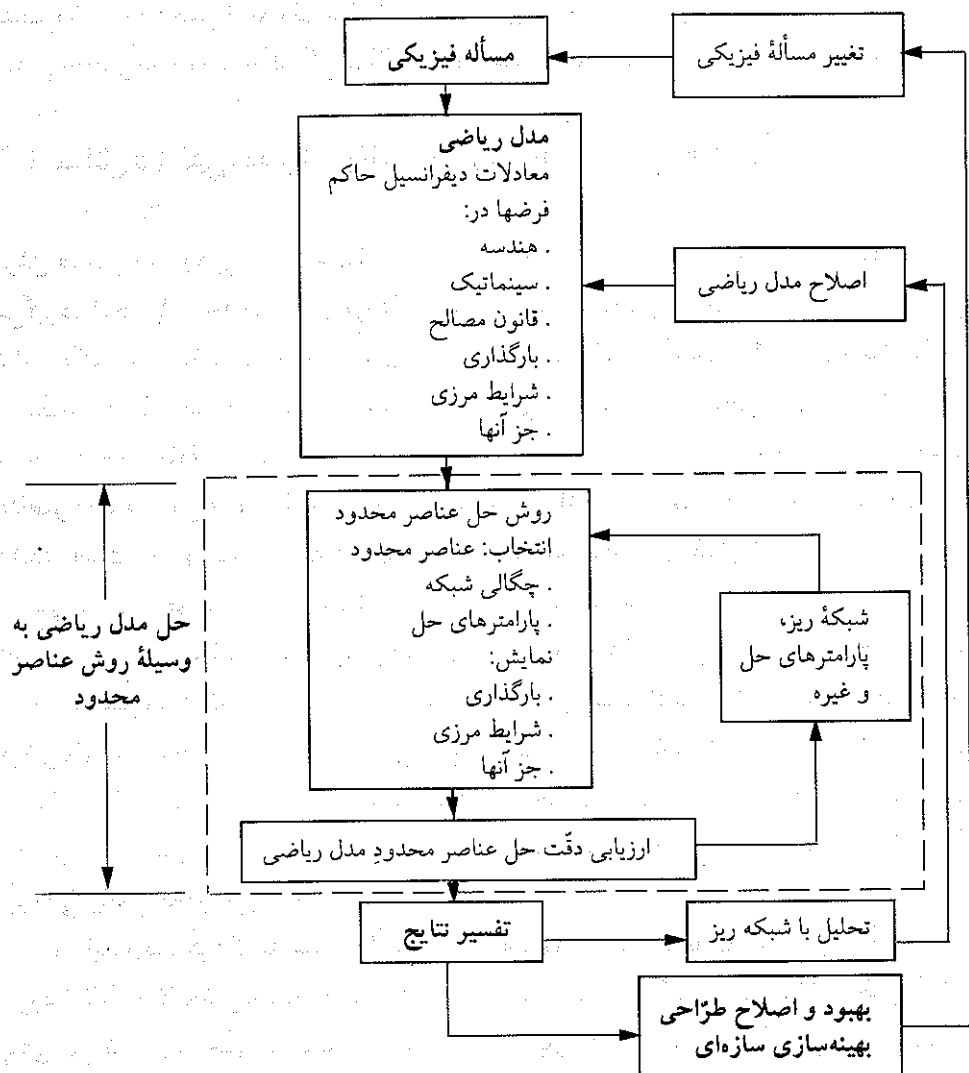 مسأله فیزیکی
تغییر مسألهٔ فیزیکی
مدل ریاضی
معادلات دیفرانسیل حاکم
فرضها در:
. هندسه
. سینماتیک
. قانون مصالح
. بارگذاری
. شرایط مرزی
. جز آنها
اصلاح مدل ریاضی
روش حل عناصر محدود
انتخاب: عناصر محدود
. چگالی شبکه
. پارامترهای حل
نمایش:
. بارگذاری
. شرایط مرزی
. جز آنها
شبکهٔ ریز،
پارامترهای حل
و غیره
حل مدل ریاضی به
وسیلهٔ روش عناصر
محدود
ارزیابی دقّت حل عناصر محدودِ مدل ریاضی
تفسیر نتایج
تحلیل با شبکه ریز
بهبود و اصلاح طرّاحی
بهینه‌سازی سازه‌ای